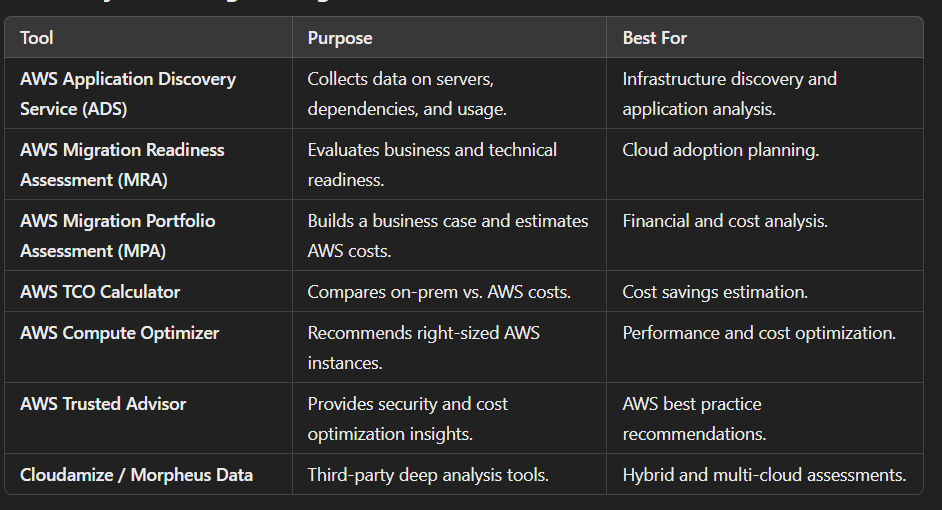 Tool Purpose Best For
AWS Application Discovery Collects data on servers, Infrastructure discovery and
Service (ADS) dependencies, and usage. application analysis.
AWS Migration Readiness Evaluates business and technical Cloud adoption planning.
Assessment (MRA) readiness.
AWS Migration Portfolio Builds a business case and estimates Financial and cost analysis.
Assessment (MPA) AWS costs.
AWS TCO Calculator Compares on-prem vs. AWS costs. Cost savings estimation.
AWS Compute Optimizer Recommends right-sized AWS Performance and cost optimization.
instances.
AWS Trusted Advisor Provides security and cost AWS best practice
optimization insights. recommendations.
Cloudamize / Morpheus Data Third-party deep analysis tools. Hybrid and multi-cloud assessments.